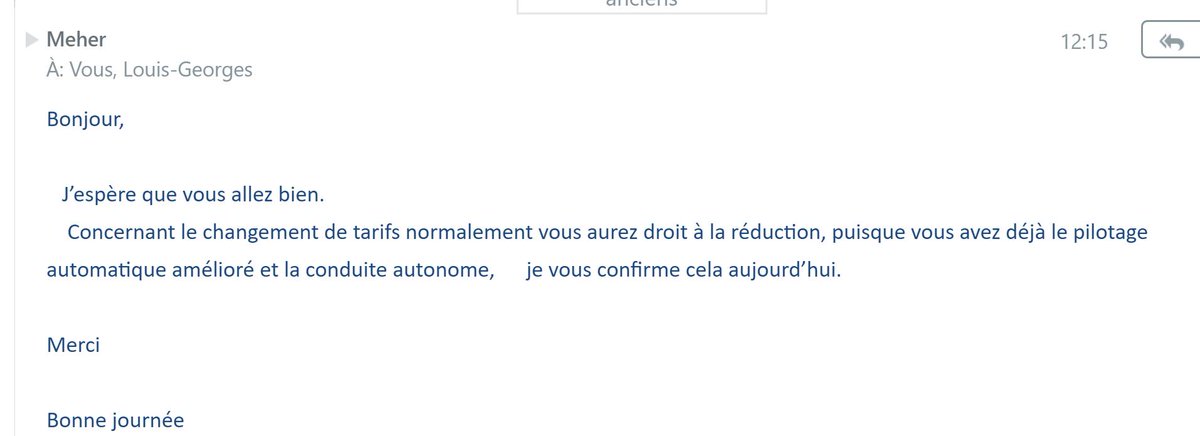 anciens
Meher
12:15
À: Vous, Louis-Georges
Bonjour,
J’espère que vous allez bien.
Concernant le changement de tarifs normalement vous aurez droit à la réduction, puisque vous avez déjà le pilotage
automatique amélioré et la conduite autonome, je vous confirme cela aujourd’hui.
Merci
Bonne journée